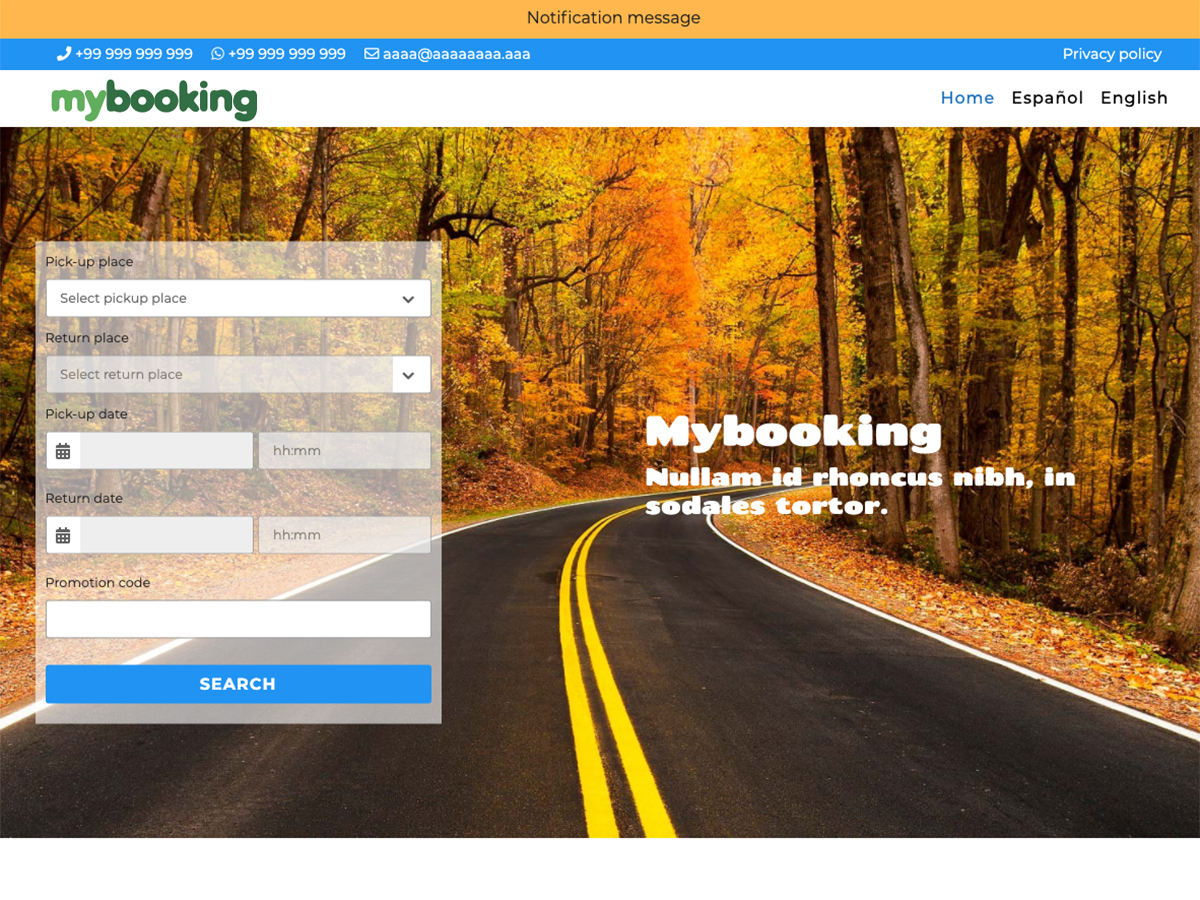 Notification message
+99 999 999 999 +99 999 999 999 aaaa@aaaaaaaa.aaa Privacy policy
mybooking Home Español English
Pick-up place
Select pickup place
Return place
Select return place
Pick-up date
hh:mm
Return date
hh:mm
Promotion code
SEARCH
Mybooking
Nullam id rhoncus nibh, in
sodales tortor.